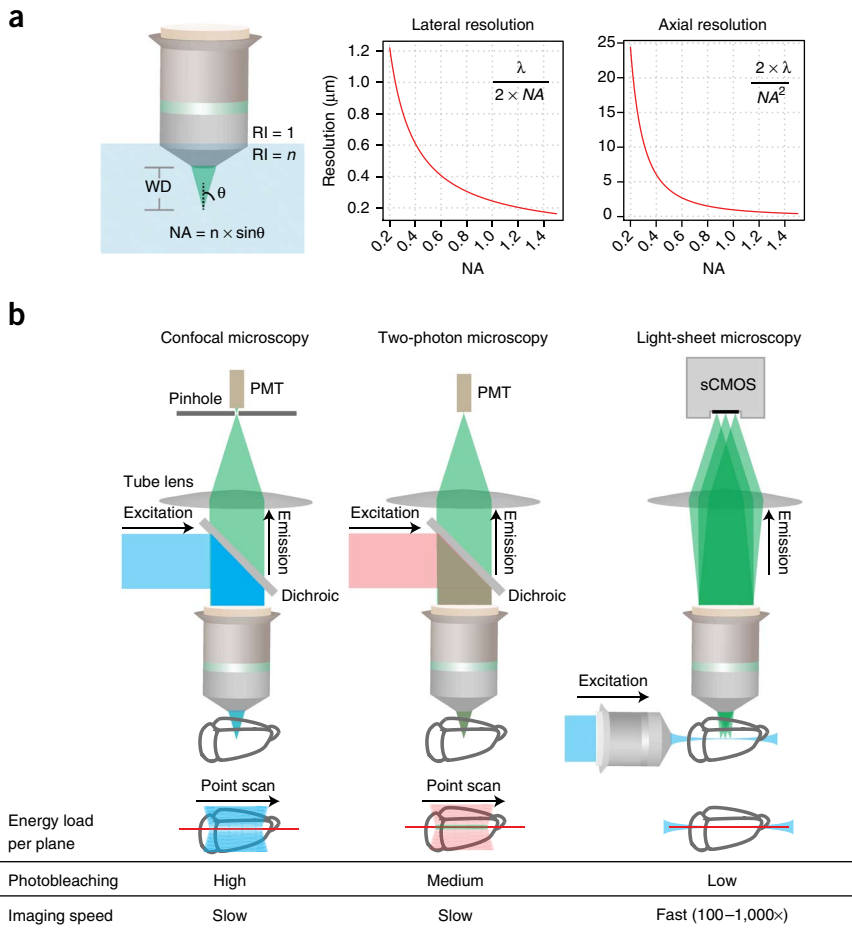 a
RI = 1
RI = n
WD
θ
NA = n × sinθ
Lateral resolution
Resolution (μm)
1.2
1.0
0.8
0.6
0.4
0.2
λ
2 × NA
0.2 0.4 0.6 0.8 1.0 1.2 1.4
NA
Axial resolution
25
20
15
10
5
0
2 × λ
NA²
0.2 0.4 0.6 0.8 1.0 1.2 1.4
NA
b
Confocal microscopy
Two-photon microscopy
Light-sheet microscopy
Pinhole
PMT
PMT
sCMOS
Tube lens
Excitation
Emission
Dichroic
Excitation
Emission
Dichroic
Emission
Excitation
Point scan
Point scan
Energy load
per plane
Photobleaching High Medium Low
Imaging speed Slow Slow Fast (100–1,000×)